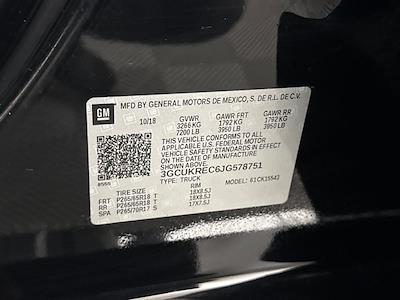 GM
MFD BY GENERAL MOTORS DE MEXICO, S. DE R.L. DE C.V.
10/18 GVWR GAWR FRT GAWR RR
3266 KG 1792 KG 1792 KG
7200 LB 3950 LB 3950 LB
THIS VEHICLE CONFORMS TO ALL APPLICABLE
U.S. FEDERAL MOTOR VEHICLE SAFETY
STANDARDS IN EFFECT ON THE
DATE OF MANUFACTURE SHOWN ABOVE.
3GCUKREC6JG578751
TYPE: TRUCK MODEL: 61CK15543
TIRE SIZE RIM
FRT P265/65R18 T 18X8.5J
RR P265/65R18 T 18X8.5J
SPA P265/70R17 S 17X7.5J